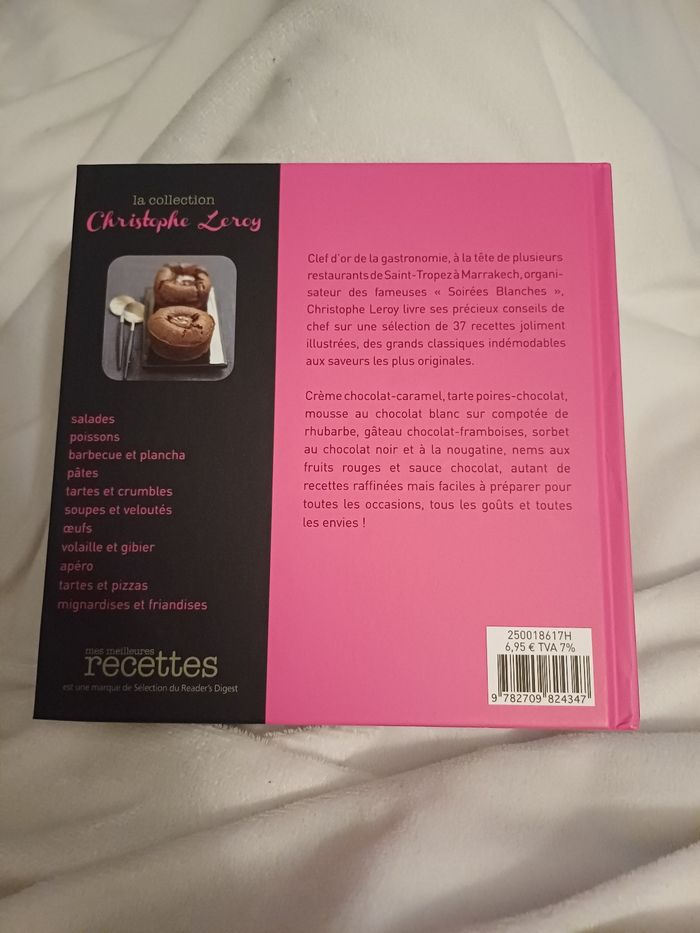 la collection
Christophe Leroy
salades
poissons
barbecue et plancha
pâtes
tartes et crumbles
soupes et veloutés
œufs
volaille et gibier
apéro
tartes et pizzas
mignardises et friandises
mes meilleures
recettes
est une marque de Sélection du Reader's Digest
Clef d'or de la gastronomie, à la tête de plusieurs
restaurants de Saint-Tropez à Marrakech, organi-
sateur des fameuses « Soirées Blanches »,
Christophe Leroy livre ses précieux conseils de
chef sur une sélection de 37 recettes joliment
illustrées, des grands classiques indémodables
aux saveurs les plus originales.
Crème chocolat-caramel, tarte poires-chocolat,
mousse au chocolat blanc sur compotée de
rhubarbe, gâteau chocolat-framboises, sorbet
au chocolat noir et à la nougatine, nems aux
fruits rouges et sauce chocolat, autant de
recettes raffinées mais faciles à préparer pour
toutes les occasions, tous les goûts et toutes
les envies !
250018617H
6,95 € TVA 7%
9 782709 824347